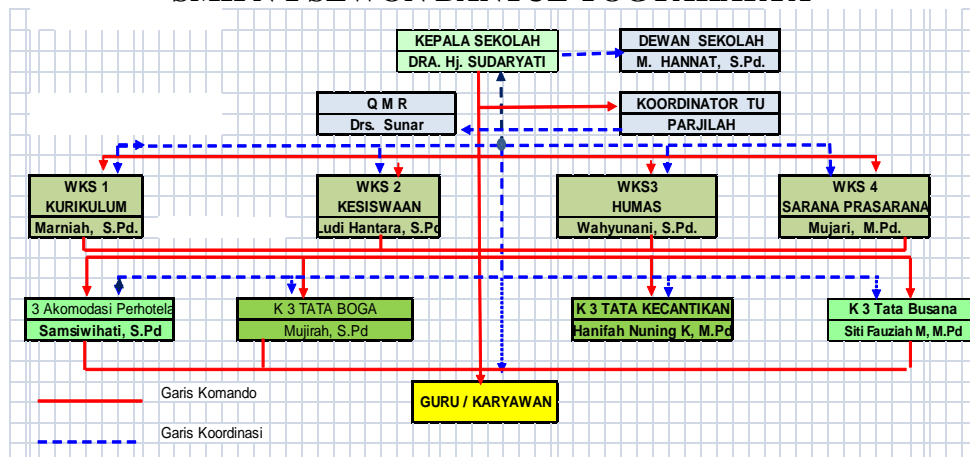 KEPALA SEKOLAH
DRA. Hj. SUDARYATI
DEWAN SEKOLAH
M. HANNAT, S.Pd.
Q M R
Drs. Sunar
KOORDINATOR TU
PARJILAH
WKS 1
KURIKULUM
Marniah, S.Pd.
WKS 2
KESISWAAN
Ludi Hantara, S.Pd
WKS3
HUMAS
Wahyunani, S.Pd.
WKS 4
SARANA PRASARANA
Mujari, M.Pd.
3 Akomodasi Perhotela
Samsiwihati, S.Pd
K 3 TATA BOGA
Mujirah, S.Pd
K 3 TATA KECANTIKAN
Hanifah Nuning K, M.Pd
K 3 Tata Busana
Siti Fauziah M, M.Pd
GURU / KARYAWAN
Garis Komando
Garis Koordinasi